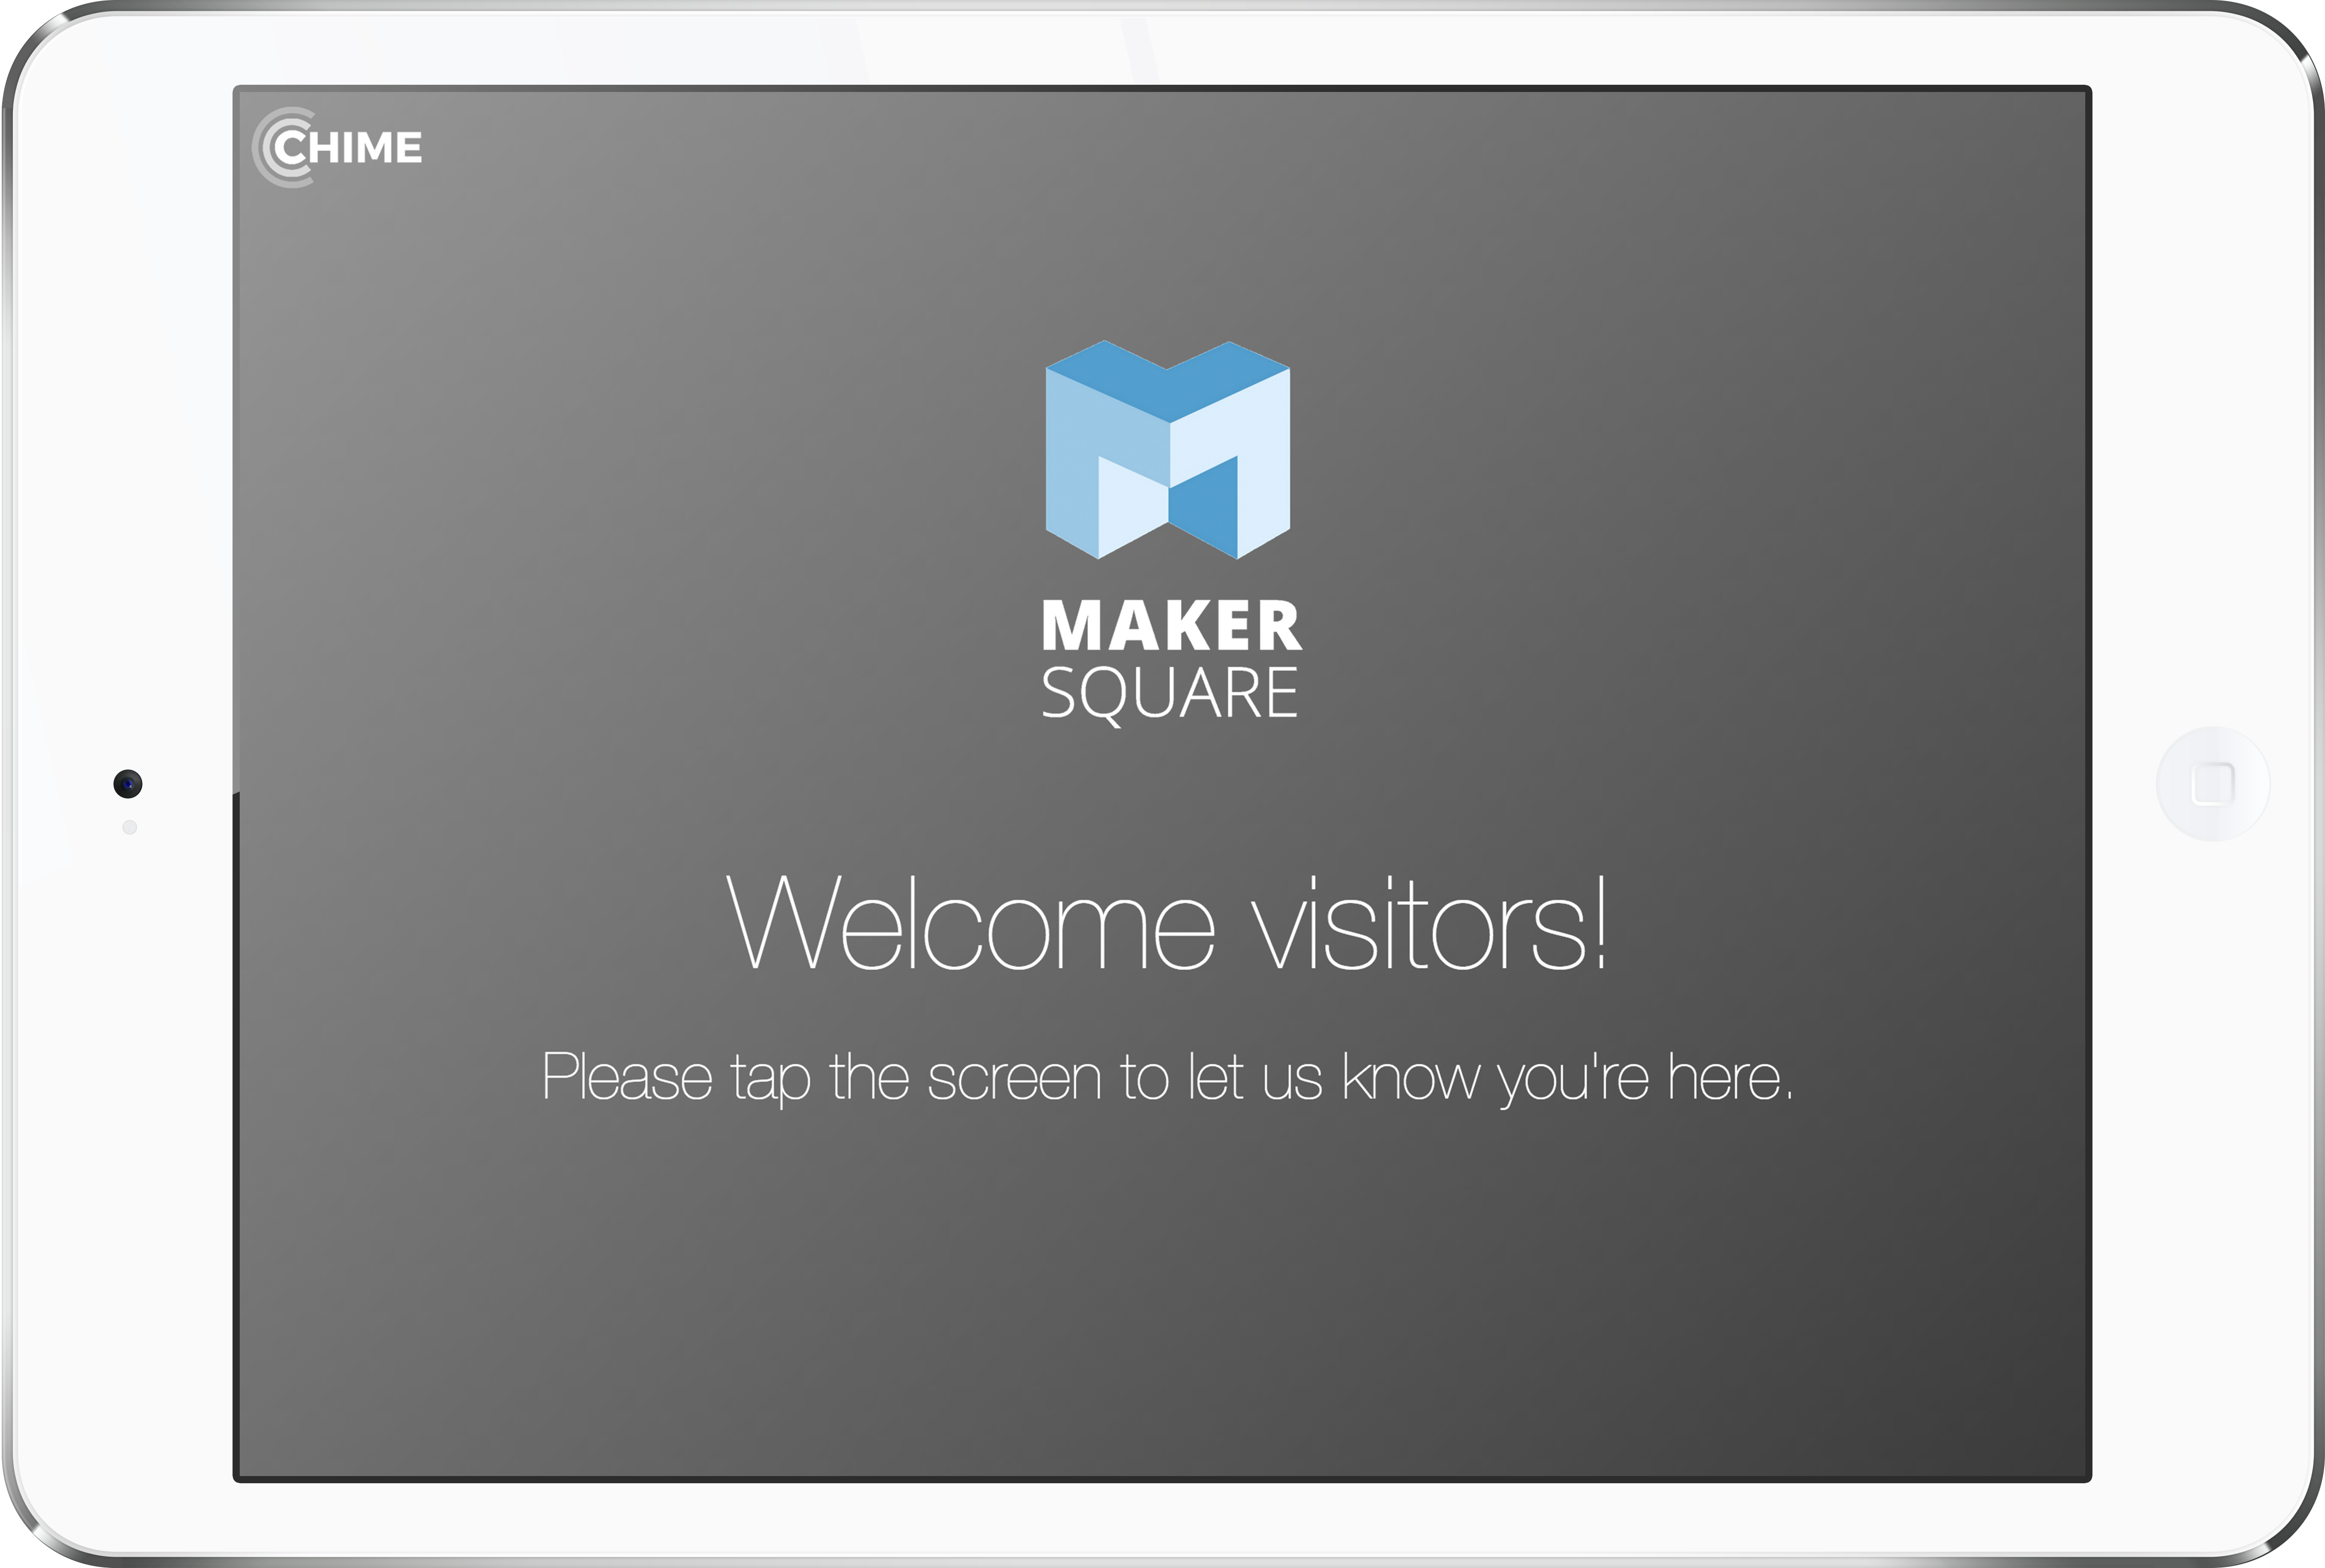 CHIME
MAKER
SQUARE
Welcome visitors!
Please tap the screen to let us know you're here.